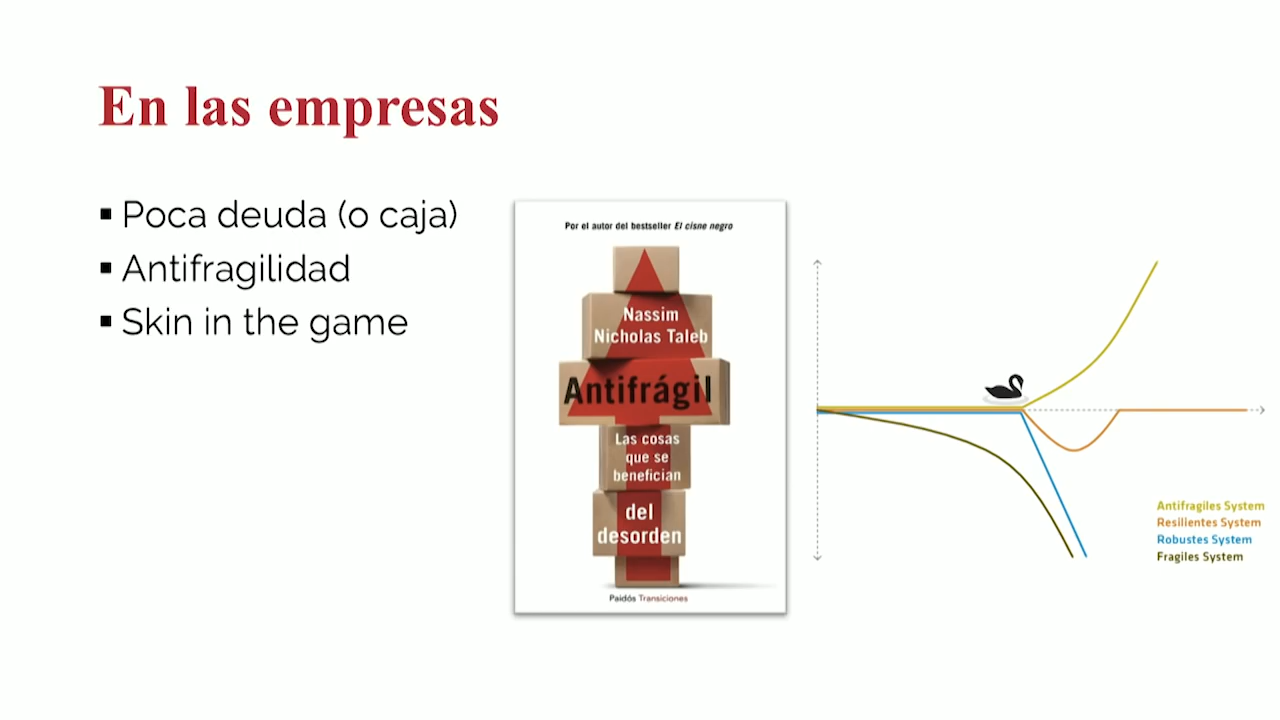 En las empresas
▪ Poca deuda (o caja)
▪ Antifragilidad
▪ Skin in the game
Por el autor del bestseller El cisne negro
Nassim
Nicholas Taleb
Antifrágil
Las cosas
que se
benefician
del
desorden
Paidós Transiciones
Antifragiles System
Resilientes System
Robustes System
Fragiles System